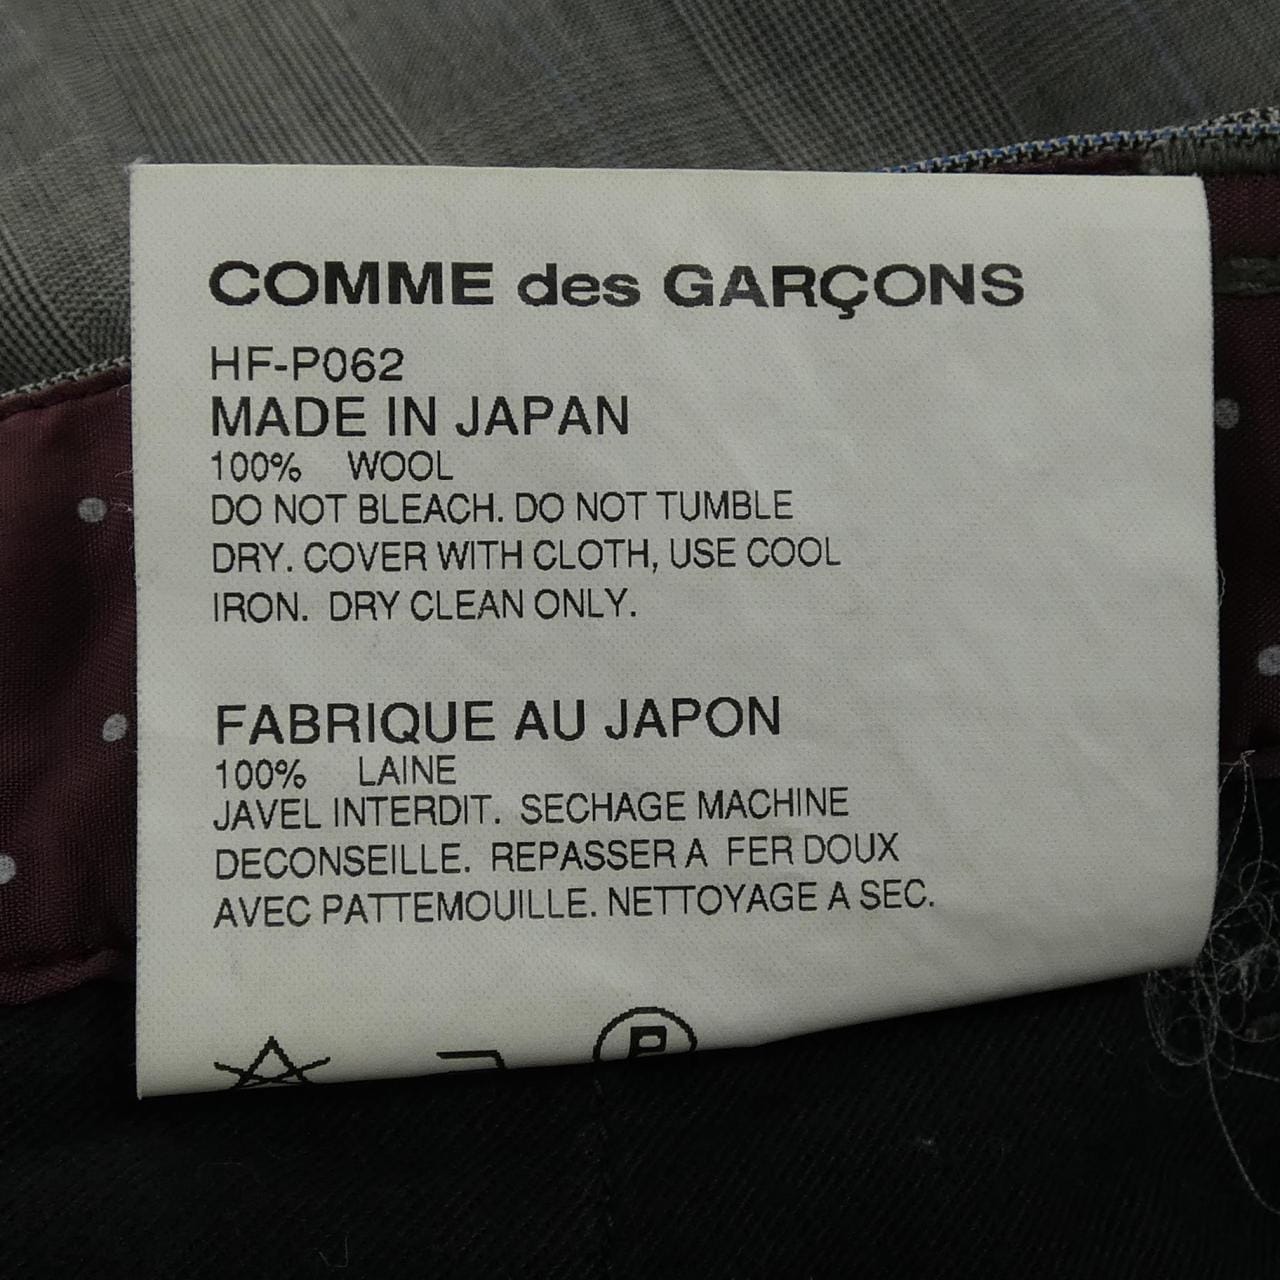 COMME des GARÇONS
HF-P062
MADE IN JAPAN
100% WOOL
DO NOT BLEACH. DO NOT TUMBLE
DRY. COVER WITH CLOTH, USE COOL
IRON. DRY CLEAN ONLY.
FABRIQUE AU JAPON
100% LAINE
JAVEL INTERDIT. SECHAGE MACHINE
DECONSEILLE. REPASSER A FER DOUX
AVEC PATTEMOUILLE. NETTOYAGE A SEC.
P